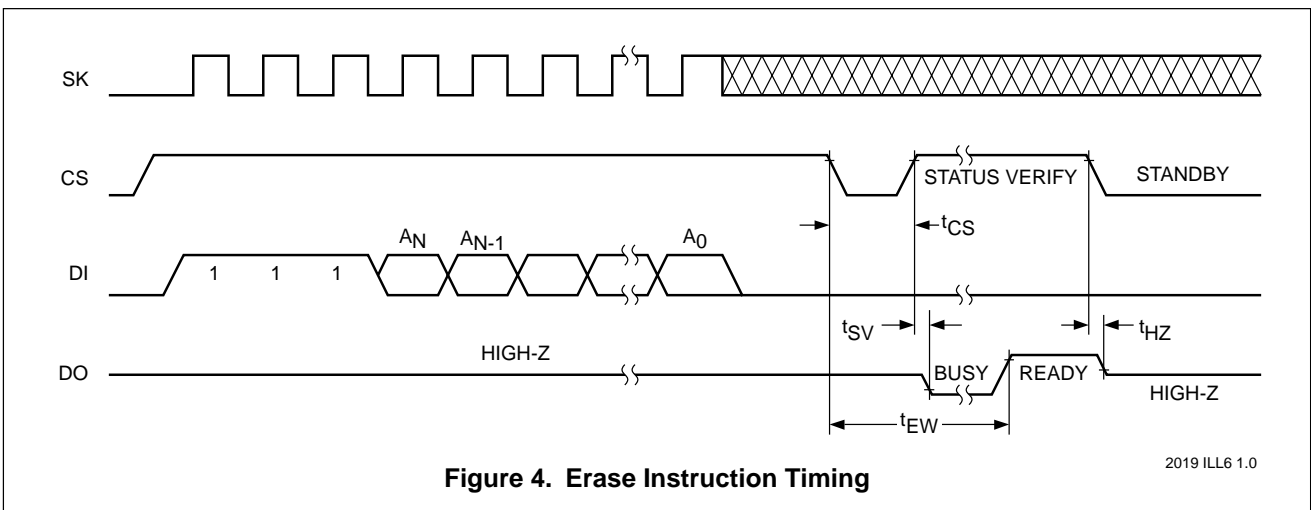 SK
CS
STATUS VERIFY
STANDBY
tCS
DI
1 1 1
AN
AN-1
A0
tSV
tHZ
DO
HIGH-Z
BUSY
READY
HIGH-Z
tEW
2019 ILL6 1.0
Figure 4. Erase Instruction Timing